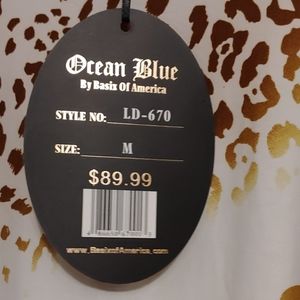 Ocean Blue
By Basix Of America
STYLE NO: LD-670
SIZE: M
$89.99
www.BasixofAmerica.com